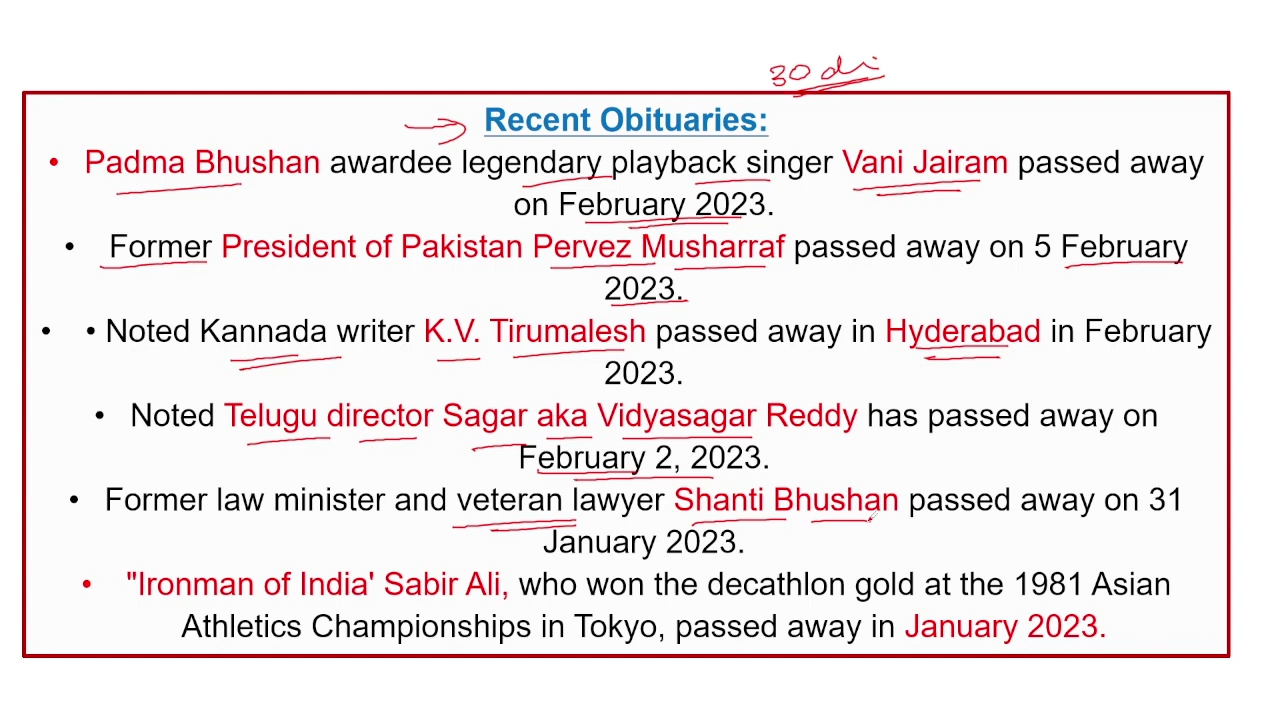 Recent Obituaries:
• Padma Bhushan awardee legendary playback singer Vani Jairam passed away
on February 2023.
• Former President of Pakistan Pervez Musharraf passed away on 5 February
2023.
• • Noted Kannada writer K.V. Tirumalesh passed away in Hyderabad in February
2023.
• Noted Telugu director Sagar aka Vidyasagar Reddy has passed away on
February 2, 2023.
• Former law minister and veteran lawyer Shanti Bhushan passed away on 31
January 2023.
• "Ironman of India' Sabir Ali, who won the decathlon gold at the 1981 Asian
Athletics Championships in Tokyo, passed away in January 2023.